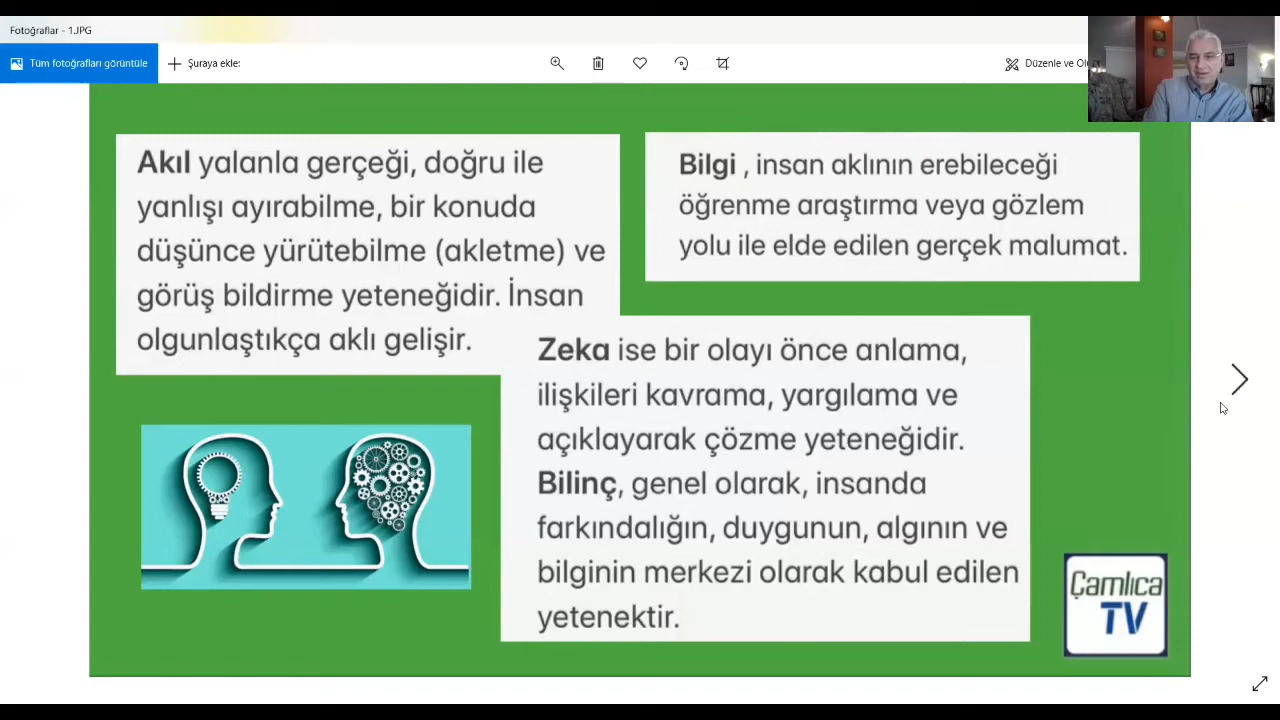 Fotoğraflar - 1.JPG
Tüm fotoğrafları görüntüle
Şuraya ekle:
Düzenle ve
Akıl yalanla gerçeği, doğru ile
yanlışı ayırabilme, bir konuda
düşünce yürütebilme (akletme) ve
görüş bildirme yeteneğidir. İnsan
olgunlaştıkça aklı gelişir.
Bilgi , insan aklının erebileceği
öğrenme araştırma veya gözlem
yolu ile elde edilen gerçek malumat.
Zeka ise bir olayı önce anlama,
ilişkileri kavrama, yargılama ve
açıklayarak çözme yeteneğidir.
Bilinç, genel olarak, insanda
farkındalığın, duygunun, algının ve
bilginin merkezi olarak kabul edilen
yetenektir.
Çamlıca
TV